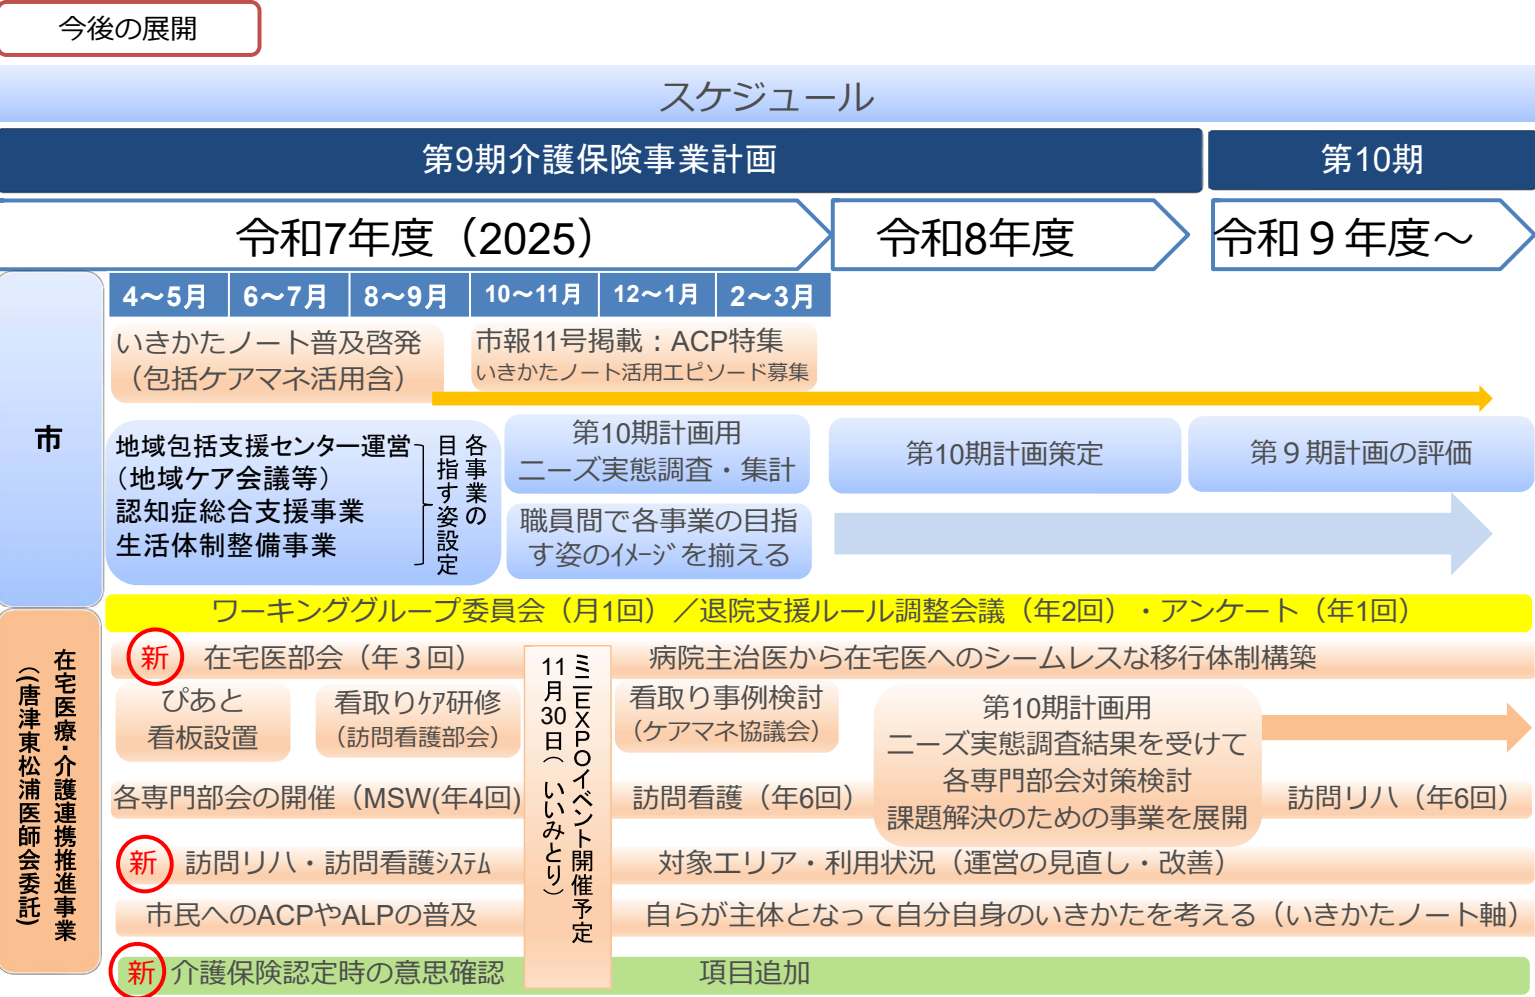 今後の展開
スケジュール
第9期介護保険事業計画
第10期
令和7年度（2025）
令和8年度
令和９年度～
4～5月
6～7月
8～9月
10～11月
12～1月
2～3月
市
いきかたノート普及啓発
（包括ケアマネ活用含）
市報11号掲載：ACP特集
いきかたノート活用エピソード募集
地域包括支援センター運営
（地域ケア会議等）
認知症総合支援事業
生活体制整備事業
各事業の
目指す姿設定
第10期計画用
ニーズ実態調査・集計
職員間で各事業の目指
す姿のｲﾒｰｼﾞを揃える
第10期計画策定
第９期計画の評価
在宅医療・介護連携推進事業
（(唐津東松浦医師会委託）
ワーキンググループ委員会（月1回）／退院支援ルール調整会議（年2回）・アンケート（年1回）
新
在宅医部会（年３回）
病院主治医から在宅医へのシームレスな移行体制構築
ぴあと
看板設置
看取りｹｱ研修
（訪問看護部会）
ミニEXPOイベント開催予定
11月30日（いいみとり）
看取り事例検討
（ケアマネ協議会）
第10期計画用
ニーズ実態調査結果を受けて
各専門部会対策検討
課題解決のための事業を展開
各専門部会の開催（MSW(年4回)
訪問看護（年6回）
訪問リハ（年6回）
新
訪問リハ・訪問看護ｼｽﾃﾑ
対象エリア・利用状況（運営の見直し・改善）
市民へのACPやALPの普及
自らが主体となって自分自身のいきかたを考える（いきかたノート軸）
新
介護保険認定時の意思確認
項目追加